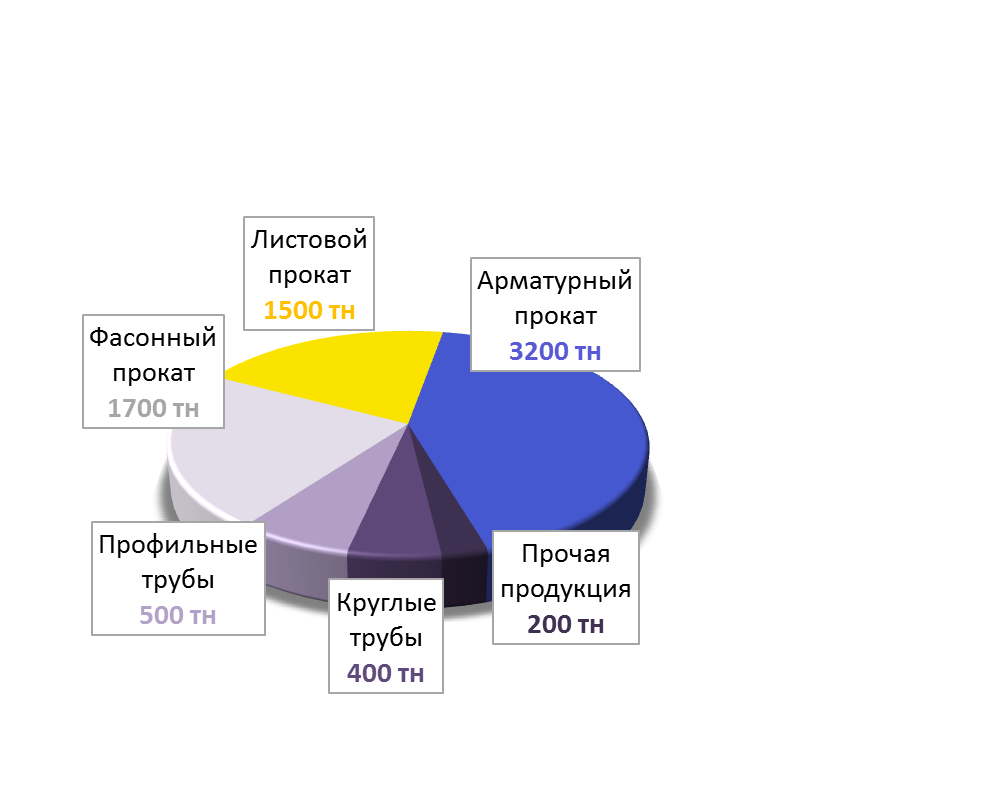 Листовой
прокат
1500 тн
Арматурный
прокат
3200 тн
Фасонный
прокат
1700 тн
Профильные
трубы
500 тн
Круглые
трубы
400 тн
Прочая
продукция
200 тн